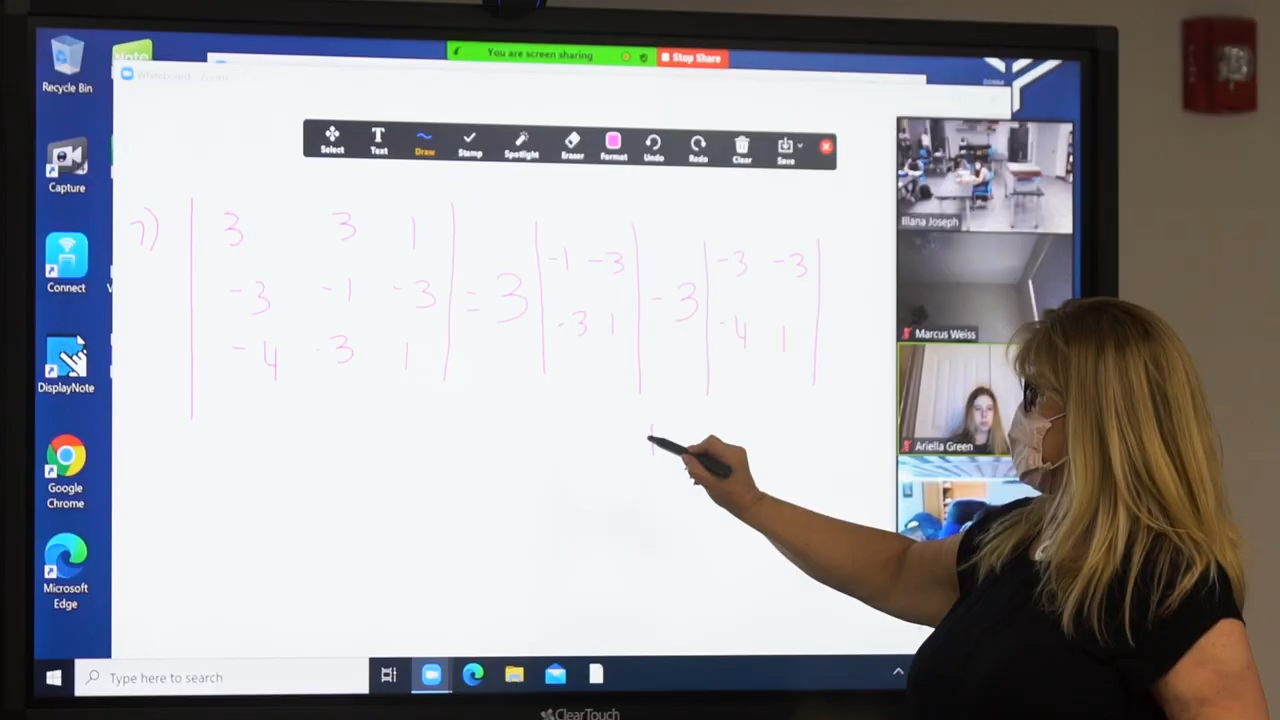 Recycle Bin
Note
Whiteboard - Zoom
You are screen sharing
Stop Share
Select
Text
Draw
Stamp
Spotlight
Eraser
Format
Undo
Redo
Clear
Save
Capture
Connect
DisplayNote
Google
Chrome
Microsoft
Edge
7) | 3 3 1 | = 3 | -1 -3 | - 3 | -3 -3 |
-3 -1 -3
-3 1
-4 1
-4 -3 1
+
Illana Joseph
Marcus Weiss
Ariella Green
Type here to search
ClearTouch